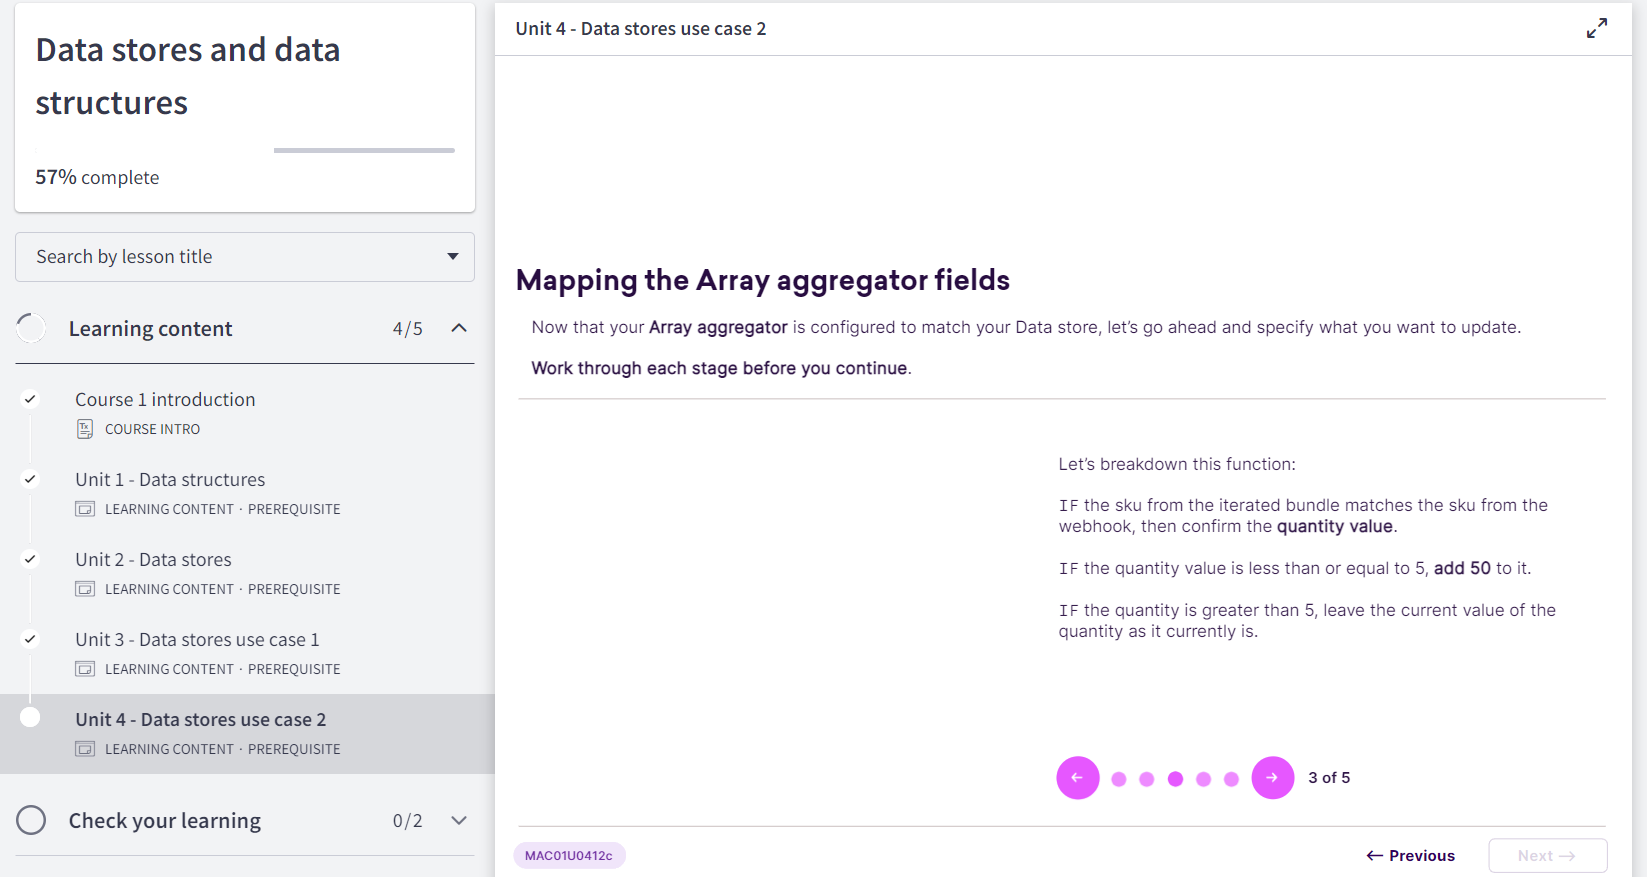 Data stores and data
structures
57% complete
Search by lesson title
Learning content 4/5
Course 1 introduction
COURSE INTRO
Unit 1 - Data structures
LEARNING CONTENT · PREREQUISITE
Unit 2 - Data stores
LEARNING CONTENT · PREREQUISITE
Unit 3 - Data stores use case 1
LEARNING CONTENT · PREREQUISITE
Unit 4 - Data stores use case 2
LEARNING CONTENT · PREREQUISITE
Check your learning 0/2
Unit 4 - Data stores use case 2
Mapping the Array aggregator fields
Now that your Array aggregator is configured to match your Data store, let's go ahead and specify what you want to update.
Work through each stage before you continue.
Let's breakdown this function:
IF the sku from the iterated bundle matches the sku from the
webhook, then confirm the quantity value.
IF the quantity value is less than or equal to 5, add 50 to it.
IF the quantity is greater than 5, leave the current value of the
quantity as it currently is.
← → 3 of 5
MAC01U0412c
← Previous
Next →